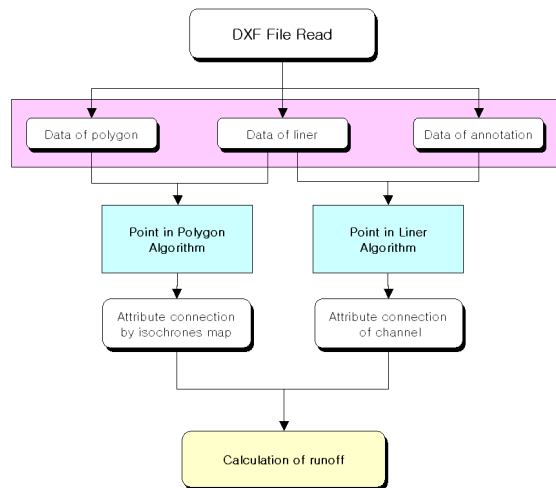 DXF File Read
Data of polygon
Data of liner
Data of annotation
Point in Polygon
Algorithm
Point in Liner
Algorithm
Attribute connection
by isochrones map
Attribute connection
of channel
Calculation of runoff